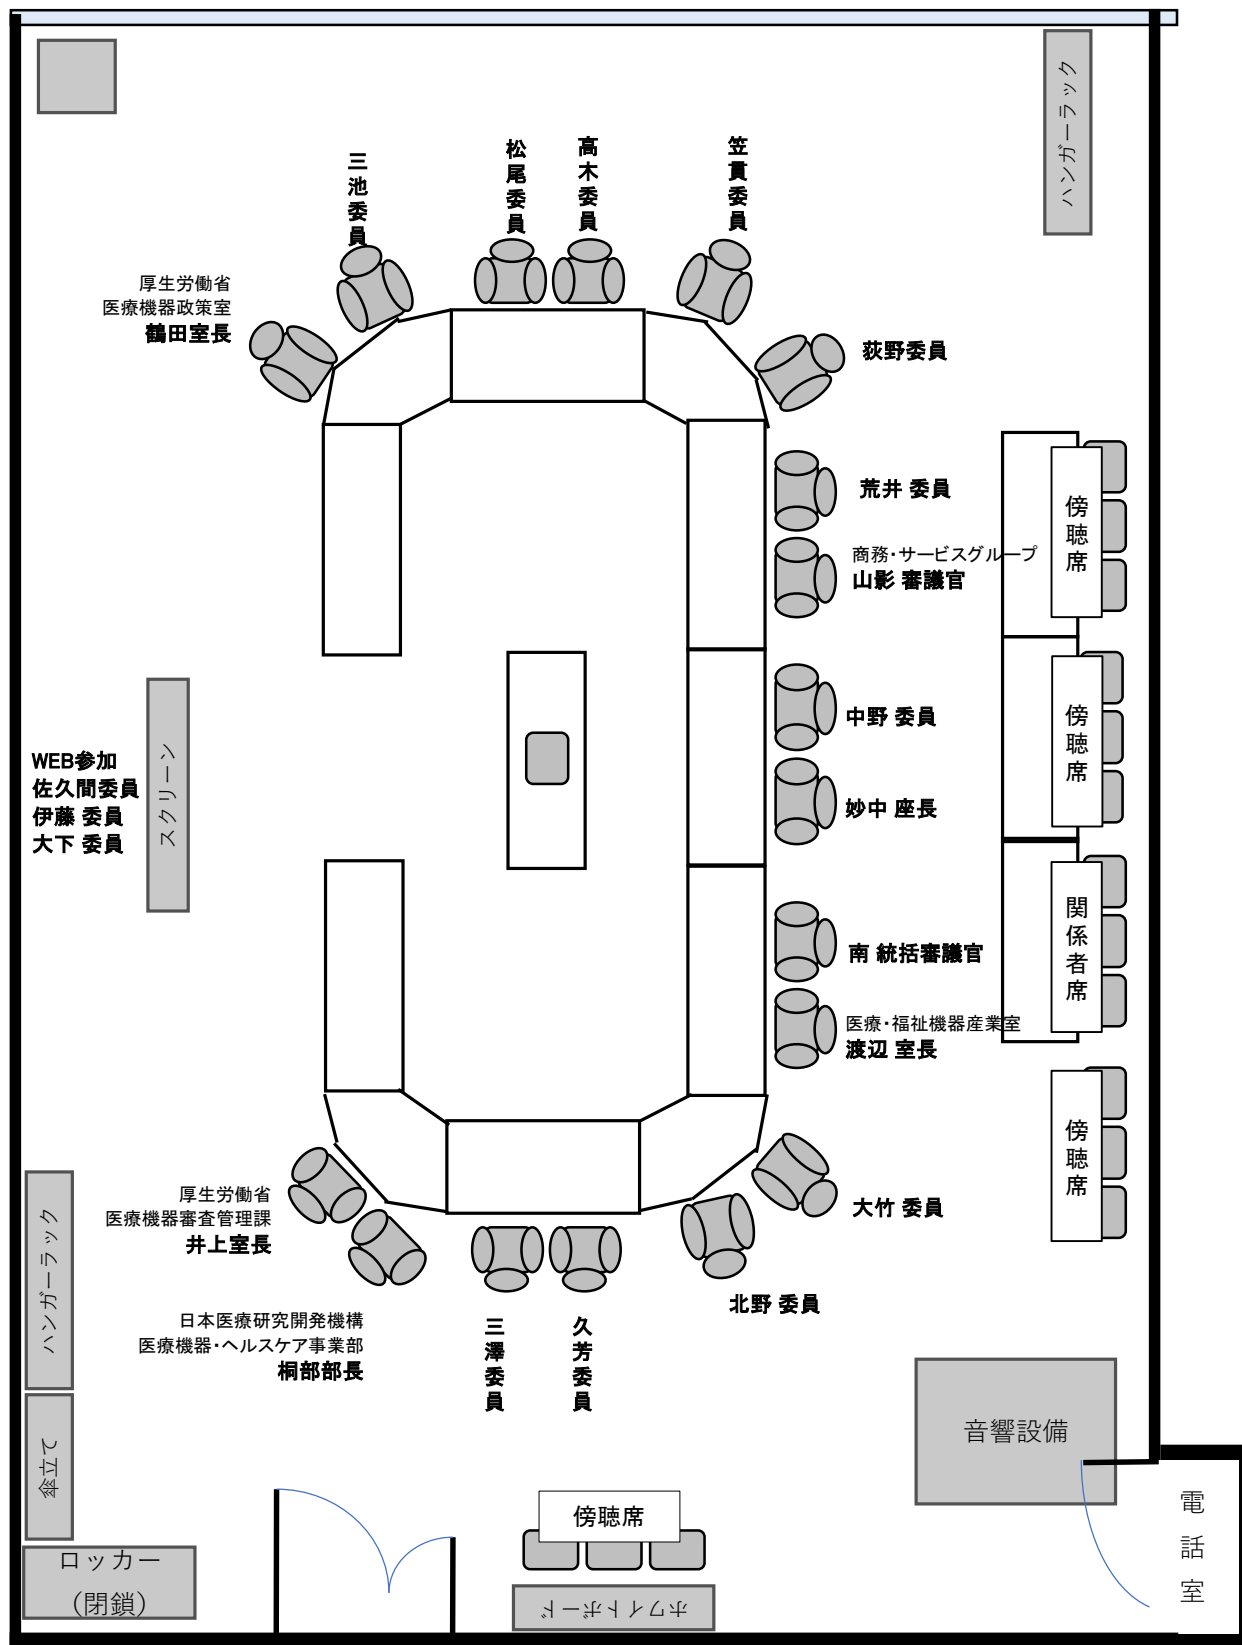 ハンガーラック
三池委員
松尾委員
高木委員
笠貫委員
厚生労働省
医療機器政策室
鶴田室長
荻野委員
荒井 委員
商務・サービスグループ
山影 審議官
傍聴席
中野 委員
傍聴席
WEB参加
佐久間委員
伊藤 委員
大下 委員
スクリーン
妙中 座長
関係者席
南 統括審議官
医療・福祉機器産業室
渡辺 室長
傍聴席
厚生労働省
医療機器審査管理課
井上室長
大竹 委員
ハンガーラック
北野 委員
日本医療研究開発機構
医療機器・ヘルスケア事業部
桐部部長
三澤委員
久芳委員
音響設備
傘立て
傍聴席
電話室
ロッカー
（閉鎖）
ホワイトボード